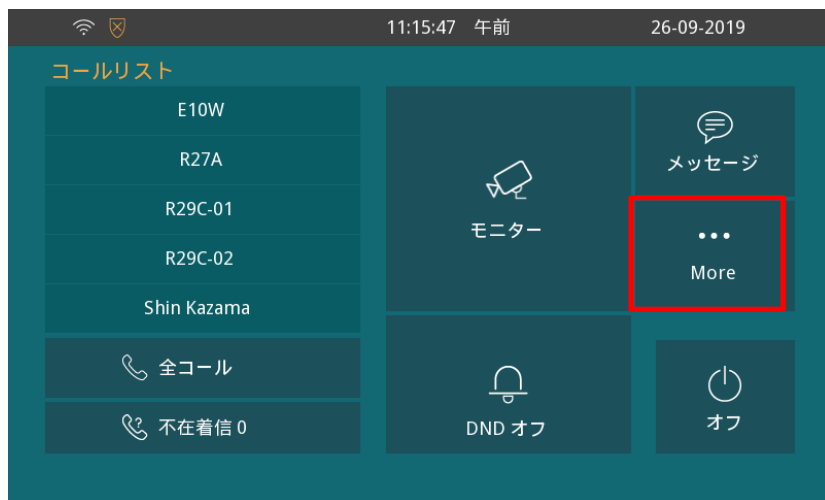 11:15:47 午前
26-09-2019
コールリスト
E10W
R27A
R29C-01
R29C-02
Shin Kazama
全コール
不在着信 0
モニター
メッセージ
More
DND オフ
オフ